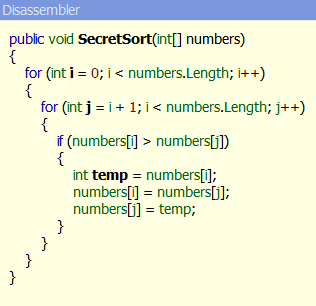 Disassembler
public void SecretSort(int[] numbers)
{
for (int i = 0; i < numbers.Length; i++)
{
for (int j = i + 1; i < numbers.Length; j++)
{
if (numbers[i] > numbers[j])
{
int temp = numbers[i];
numbers[i] = numbers[j];
numbers[j] = temp;
}
}
}
}